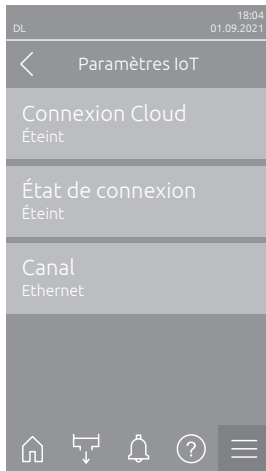 18:04
DL 01.09.2021
Paramètres IoT
Connexion Cloud
Éteint
État de connexion
Éteint
Canal
Ethernet